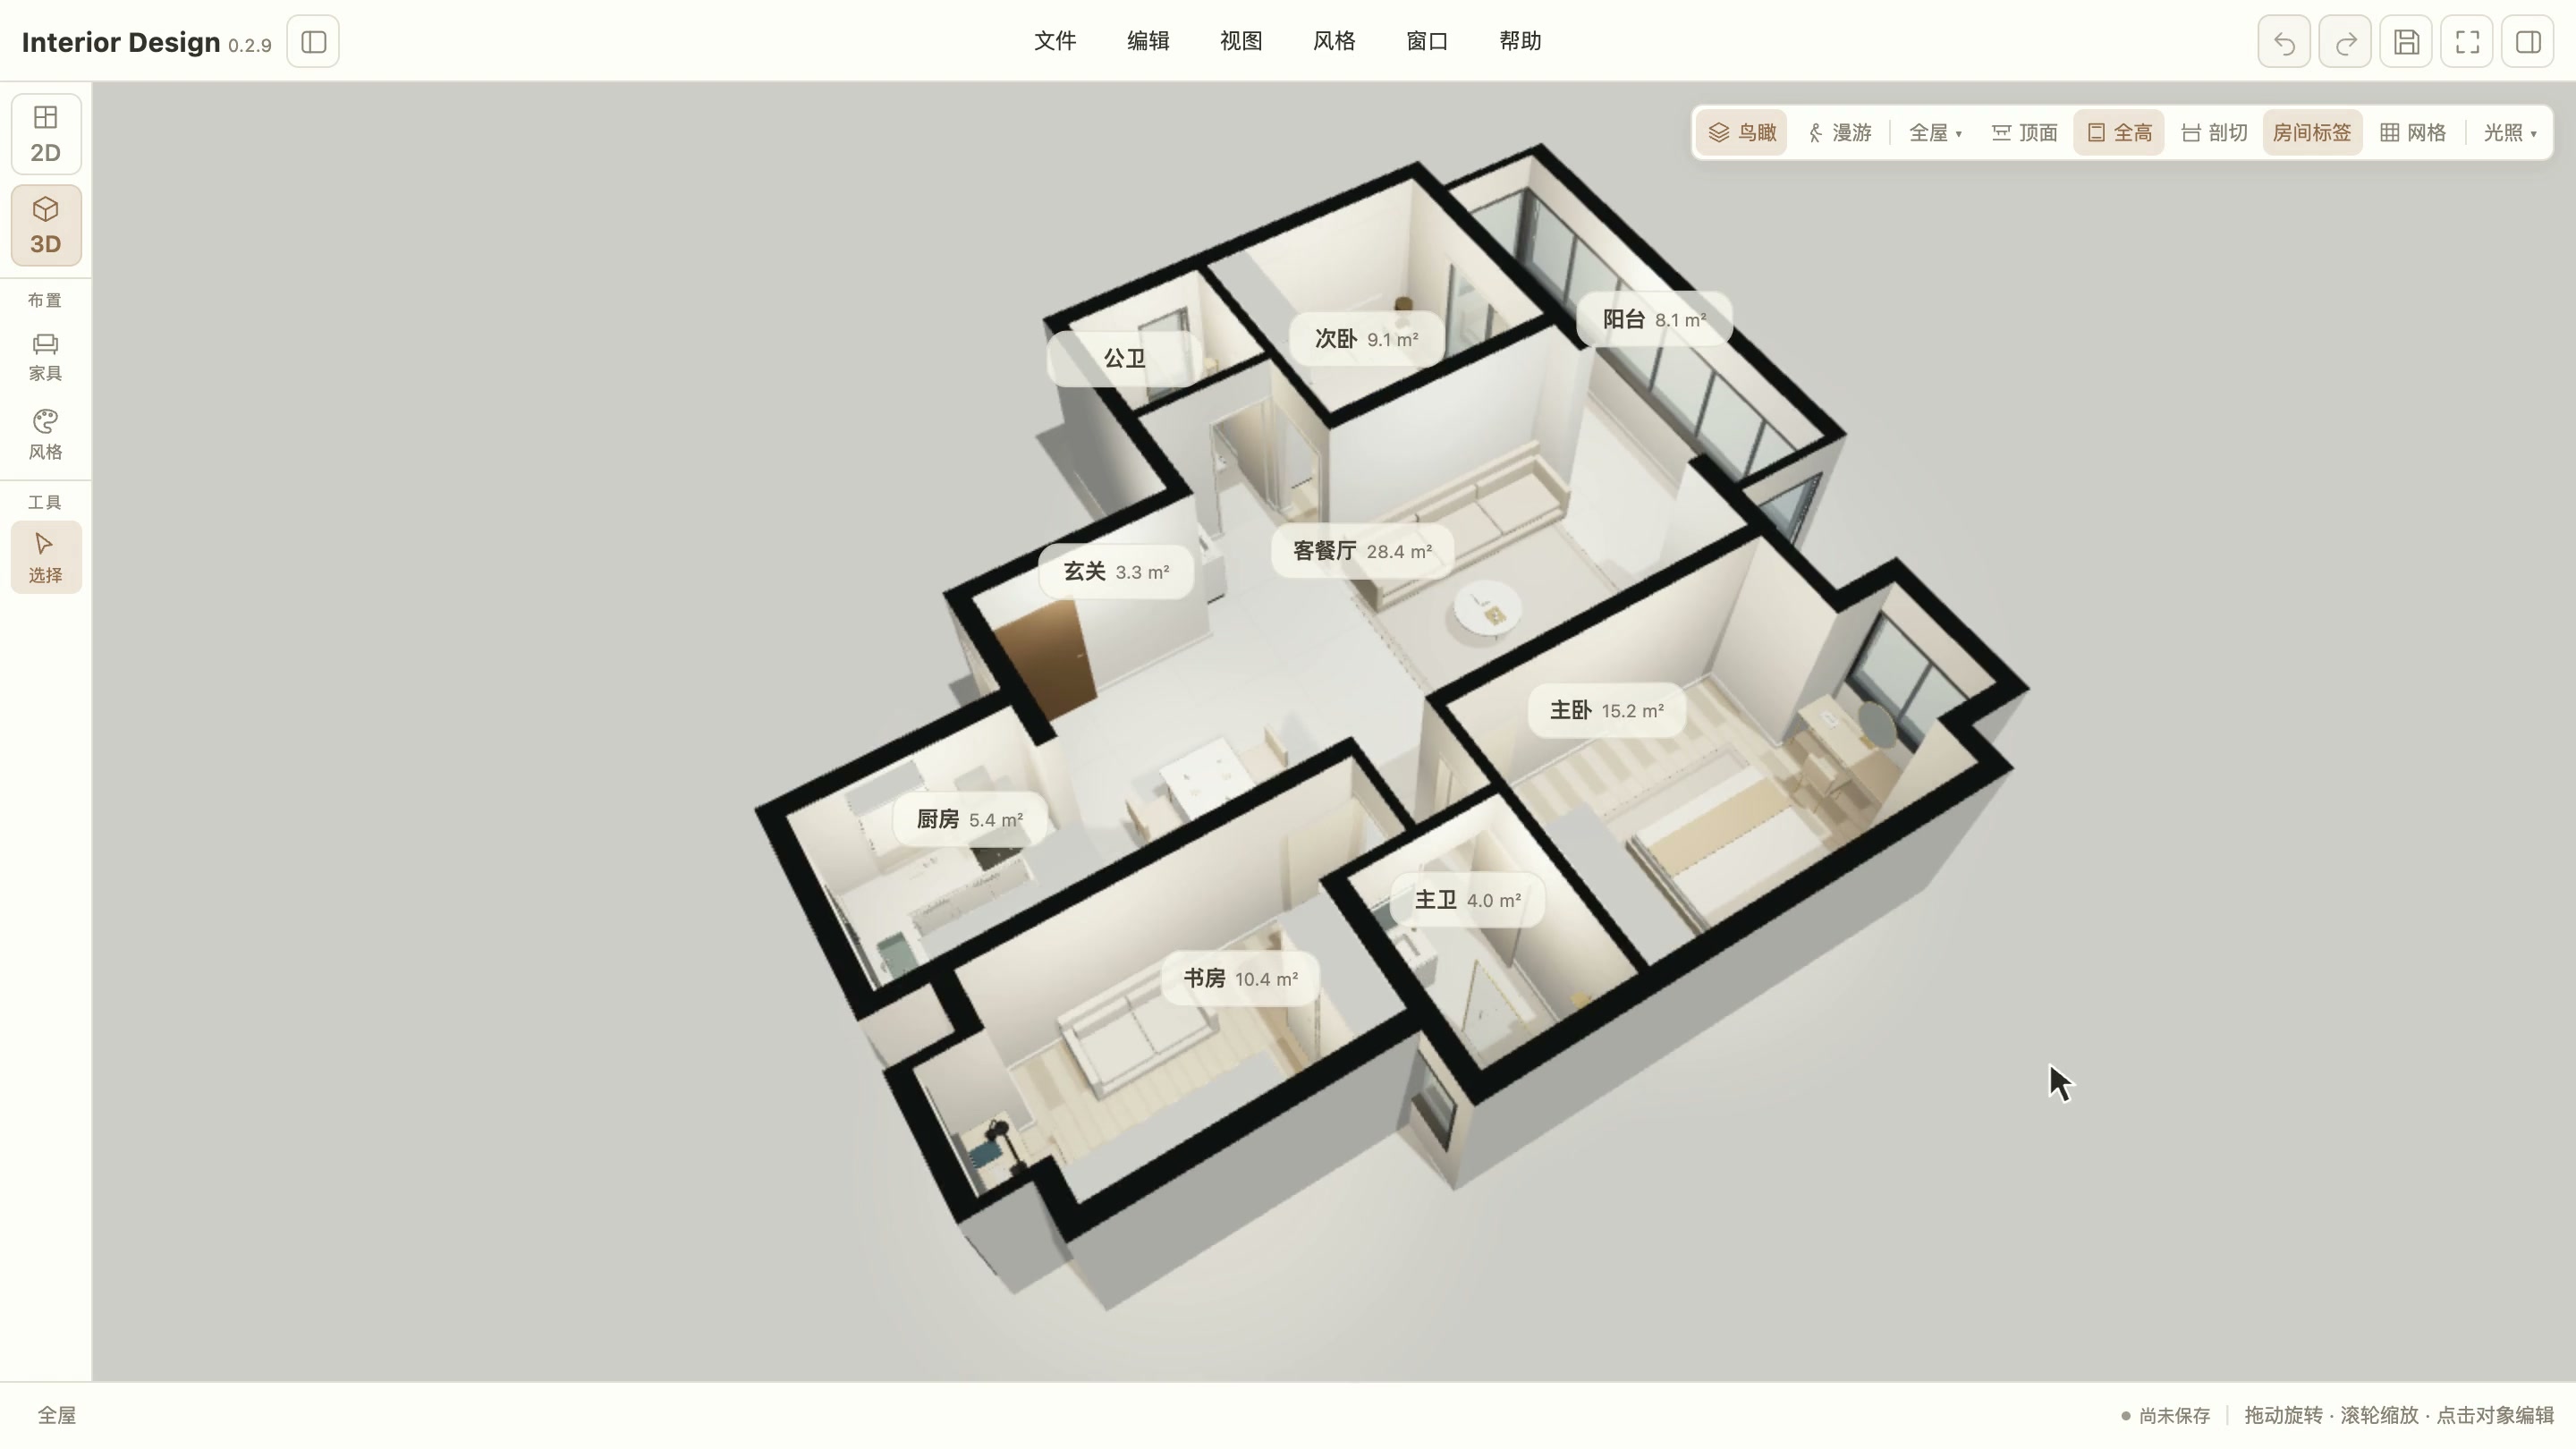 Interior Design 0.2.9
文件 编辑 视图 风格 窗口 帮助
2D
3D
布置
家具
风格
工具
选择
鸟瞰 漫游 全屋 顶面 全高 剖切 房间标签 网格 光照
阳台 8.1 m²
次卧 9.1 m²
公卫
客餐厅 28.4 m²
玄关 3.3 m²
主卧 15.2 m²
厨房 5.4 m²
主卫 4.0 m²
书房 10.4 m²
全屋
尚未保存
拖动旋转 · 滚轮缩放 · 点击对象编辑